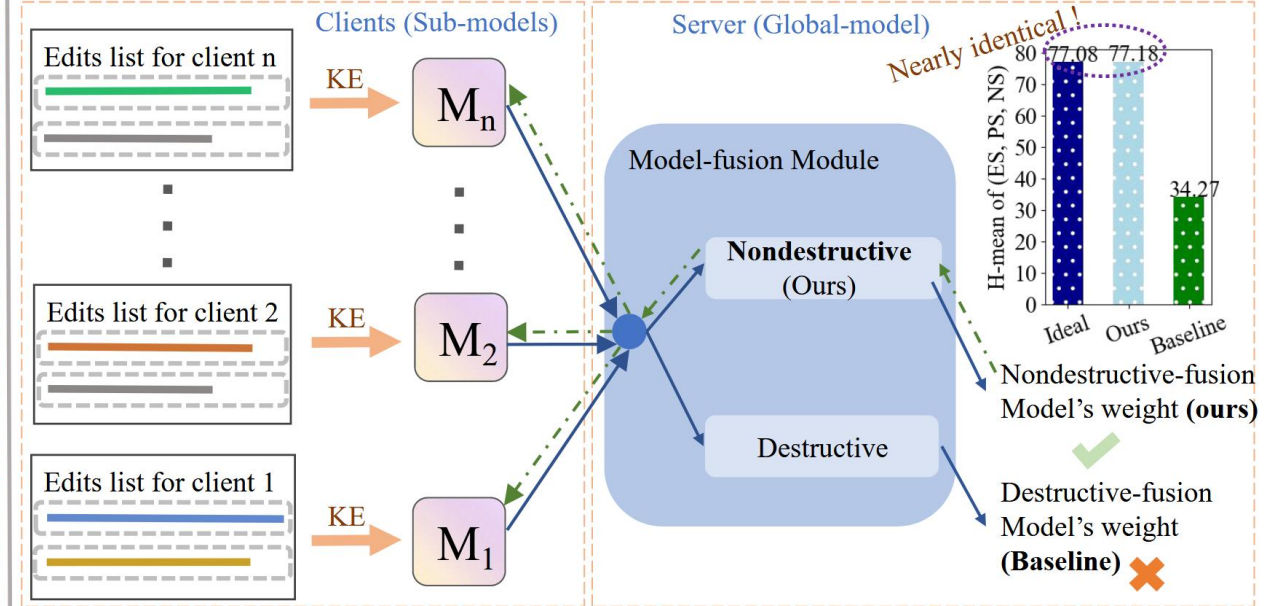 Clients (Sub-models)
Server (Global-model)
Edits list for client n
KE
Mn
Edits list for client 2
KE
M2
Edits list for client 1
KE
M1
Model-fusion Module
Nondestructive
(Ours)
Destructive
Nearly identical !
H-mean of (ES, PS, NS)
80
70
60
50
40
30
20
10
0
77.08
77.18
34.27
Ideal
Ours
Baseline
Nondestructive-fusion
Model's weight (ours)
Destructive-fusion
Model's weight
(Baseline)